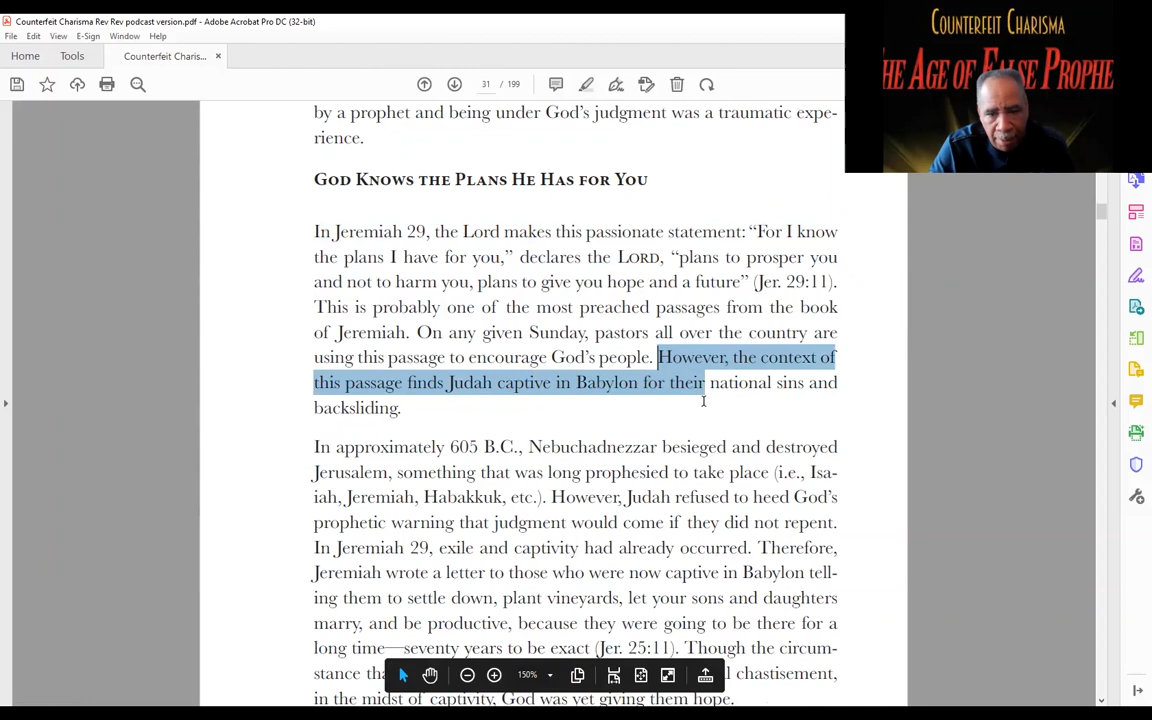 Counterfeit Charisma Rev Rev podcast version.pdf - Adobe Acrobat Pro DC (32-bit)
File Edit View E-Sign Window Help
Home Tools Counterfeit Charis... ×
31 / 199
COUNTERFEIT CHARISMA
HE AGE OF FALSE PROPHE
by a prophet and being under God's judgment was a traumatic expe-
rience.
GOD KNOWS THE PLANS HE HAS FOR YOU
In Jeremiah 29, the Lord makes this passionate statement: “For I know
the plans I have for you,” declares the LORD, “plans to prosper you
and not to harm you, plans to give you hope and a future” (Jer. 29:11).
This is probably one of the most preached passages from the book
of Jeremiah. On any given Sunday, pastors all over the country are
using this passage to encourage God's people. However, the context of
this passage finds Judah captive in Babylon for their national sins and
backsliding.
In approximately 605 B.C., Nebuchadnezzar besieged and destroyed
Jerusalem, something that was long prophesied to take place (i.e., Isa-
iah, Jeremiah, Habakkuk, etc.). However, Judah refused to heed God's
prophetic warning that judgment would come if they did not repent.
In Jeremiah 29, exile and captivity had already occurred. Therefore,
Jeremiah wrote a letter to those who were now captive in Babylon tell-
ing them to settle down, plant vineyards, let your sons and daughters
marry, and be productive, because they were going to be there for a
long time—seventy years to be exact (Jer. 25:11). Though the circum-
stance tha l chastisement,
150%
in the midst of captivity, God was yet giving them hope.